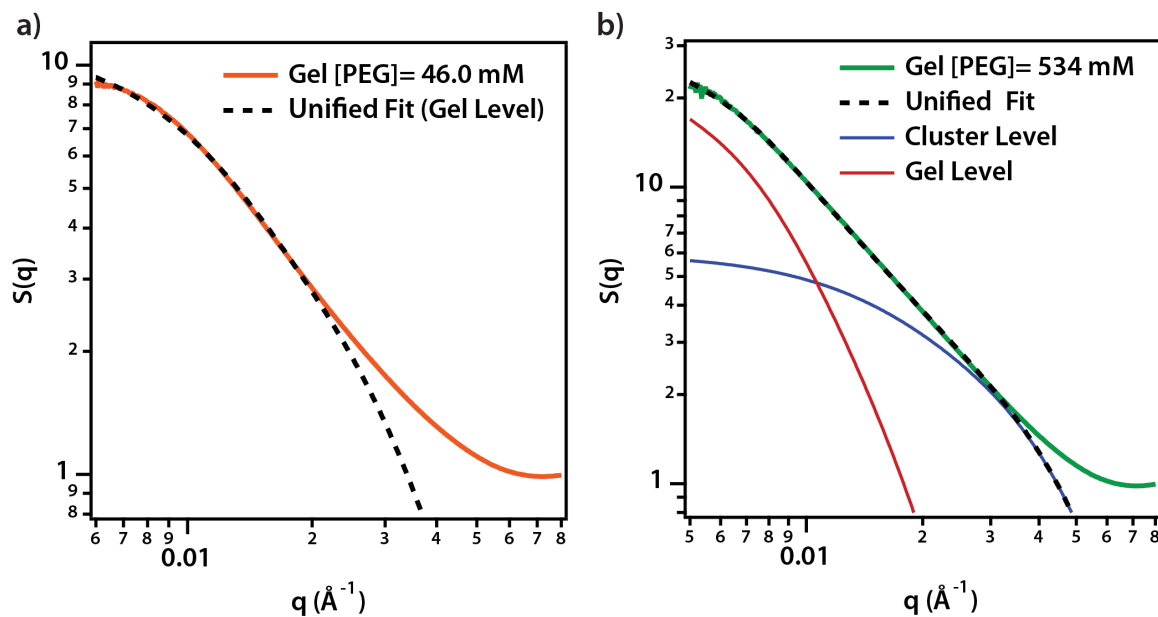 a)
S(q)
10
9
8
7
6
5
4
3
2
1
9
8
Gel [PEG]= 46.0 mM
Unified Fit (Gel Level)
6 7 8 9 2 3 4 5 6 7 8
0.01
q (Å⁻¹)
b)
S(q)
3
2
10
7
6
5
4
3
2
1
Gel [PEG]= 534 mM
Unified Fit
Cluster Level
Gel Level
5 6 7 8 9 2 3 4 5 6 7 8
0.01
q (Å⁻¹)